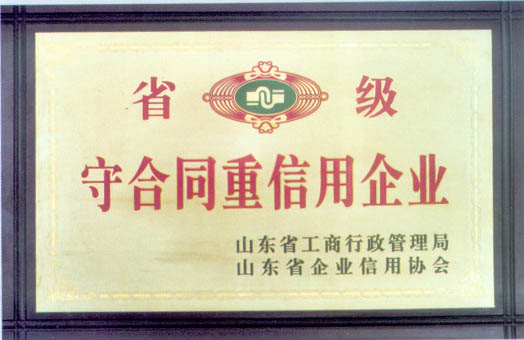 省 级
守合同重信用企业
山东省工商行政管理局
山东省企业信用协会